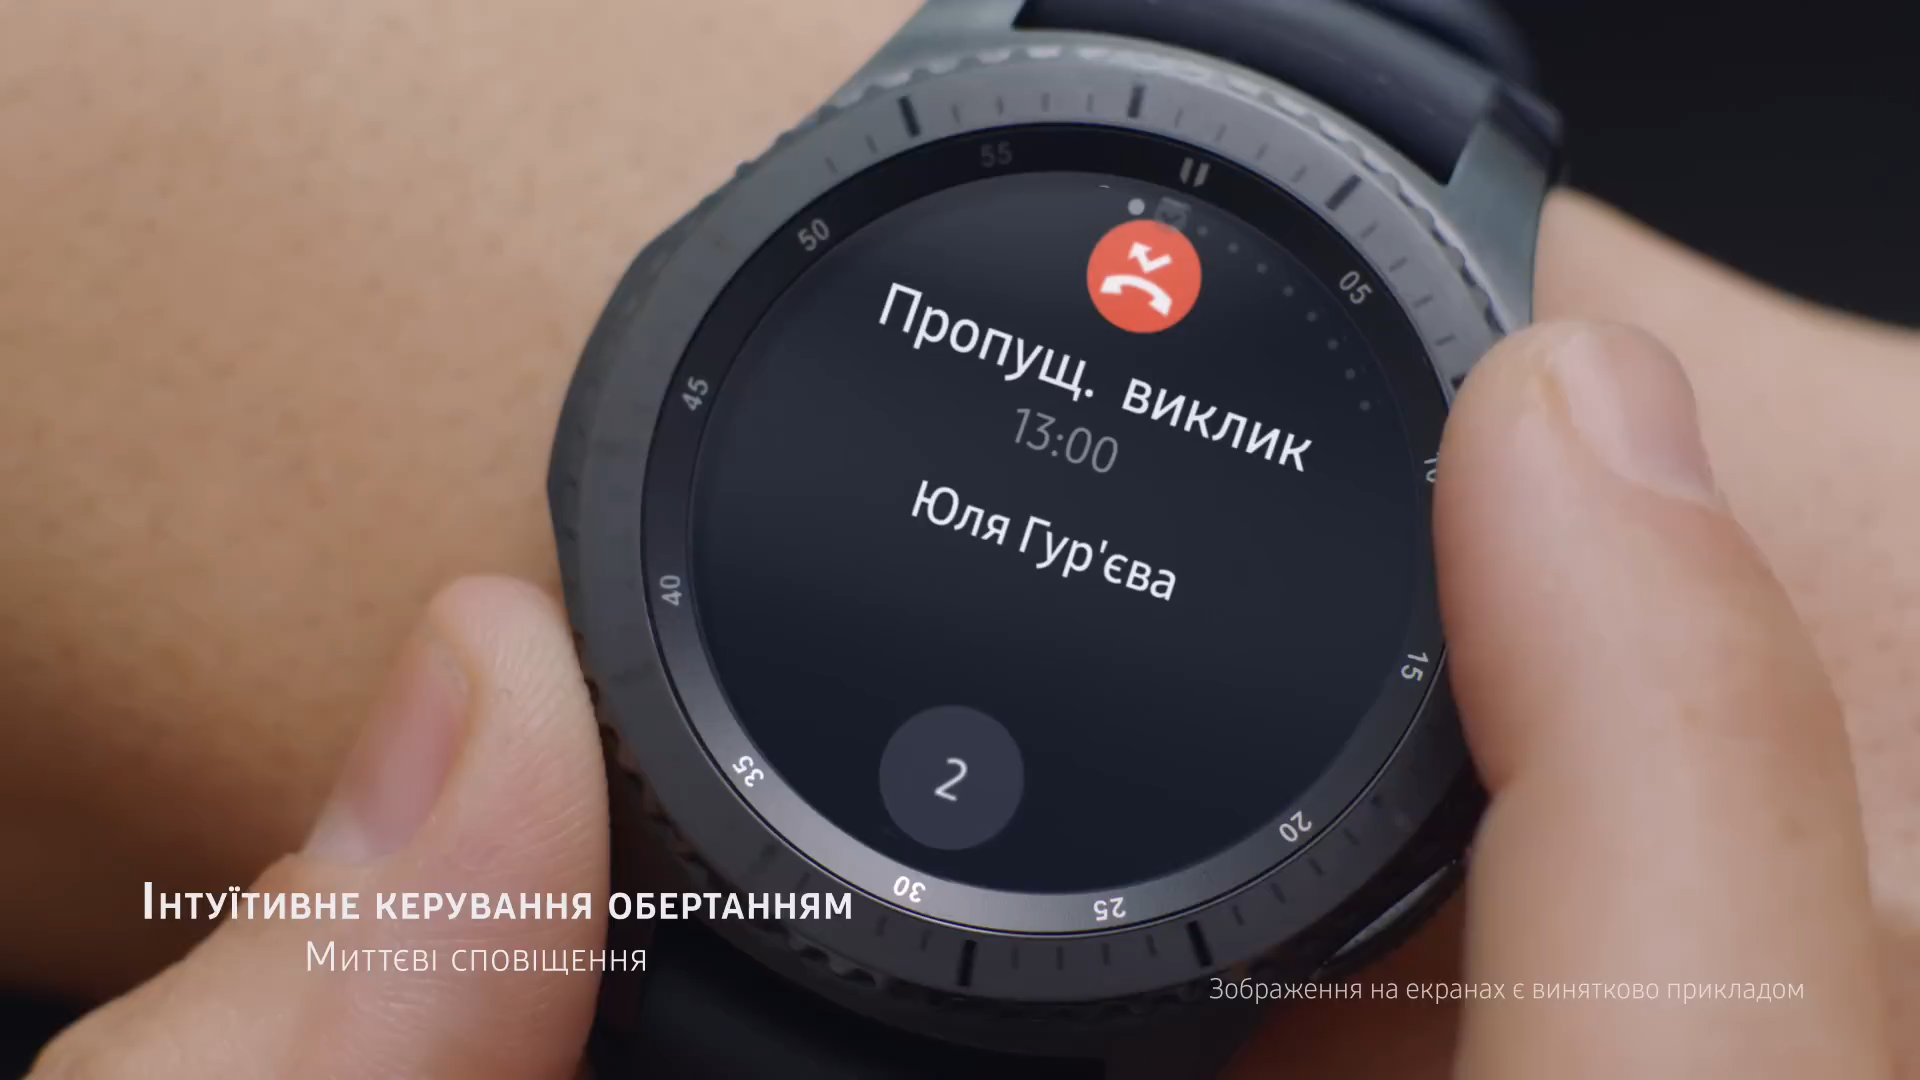 55
50
05
45
10
40
15
35
20
30
25
Пропущ. виклик
13:00
Юля Гур'єва
2
Інтуїтивне керування обертанням
Миттєві сповіщення
Зображення на екранах є винятково прикладом